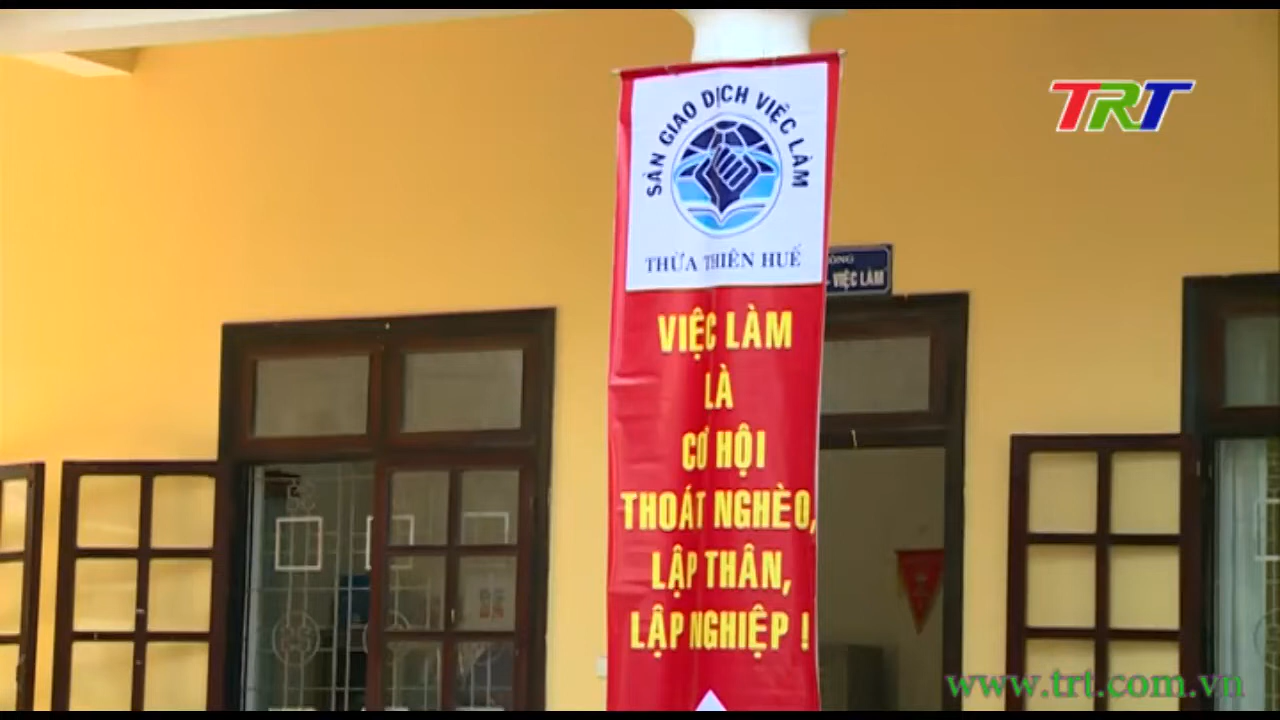 TRT
SÀN GIAO DỊCH VIỆC LÀM
THỪA THIÊN HUẾ
VIỆC LÀM
VIỆC LÀM
LÀ
CƠ HỘI
THOÁT NGHÈO,
LẬP THÂN,
LẬP NGHIỆP !
www.trt.com.vn